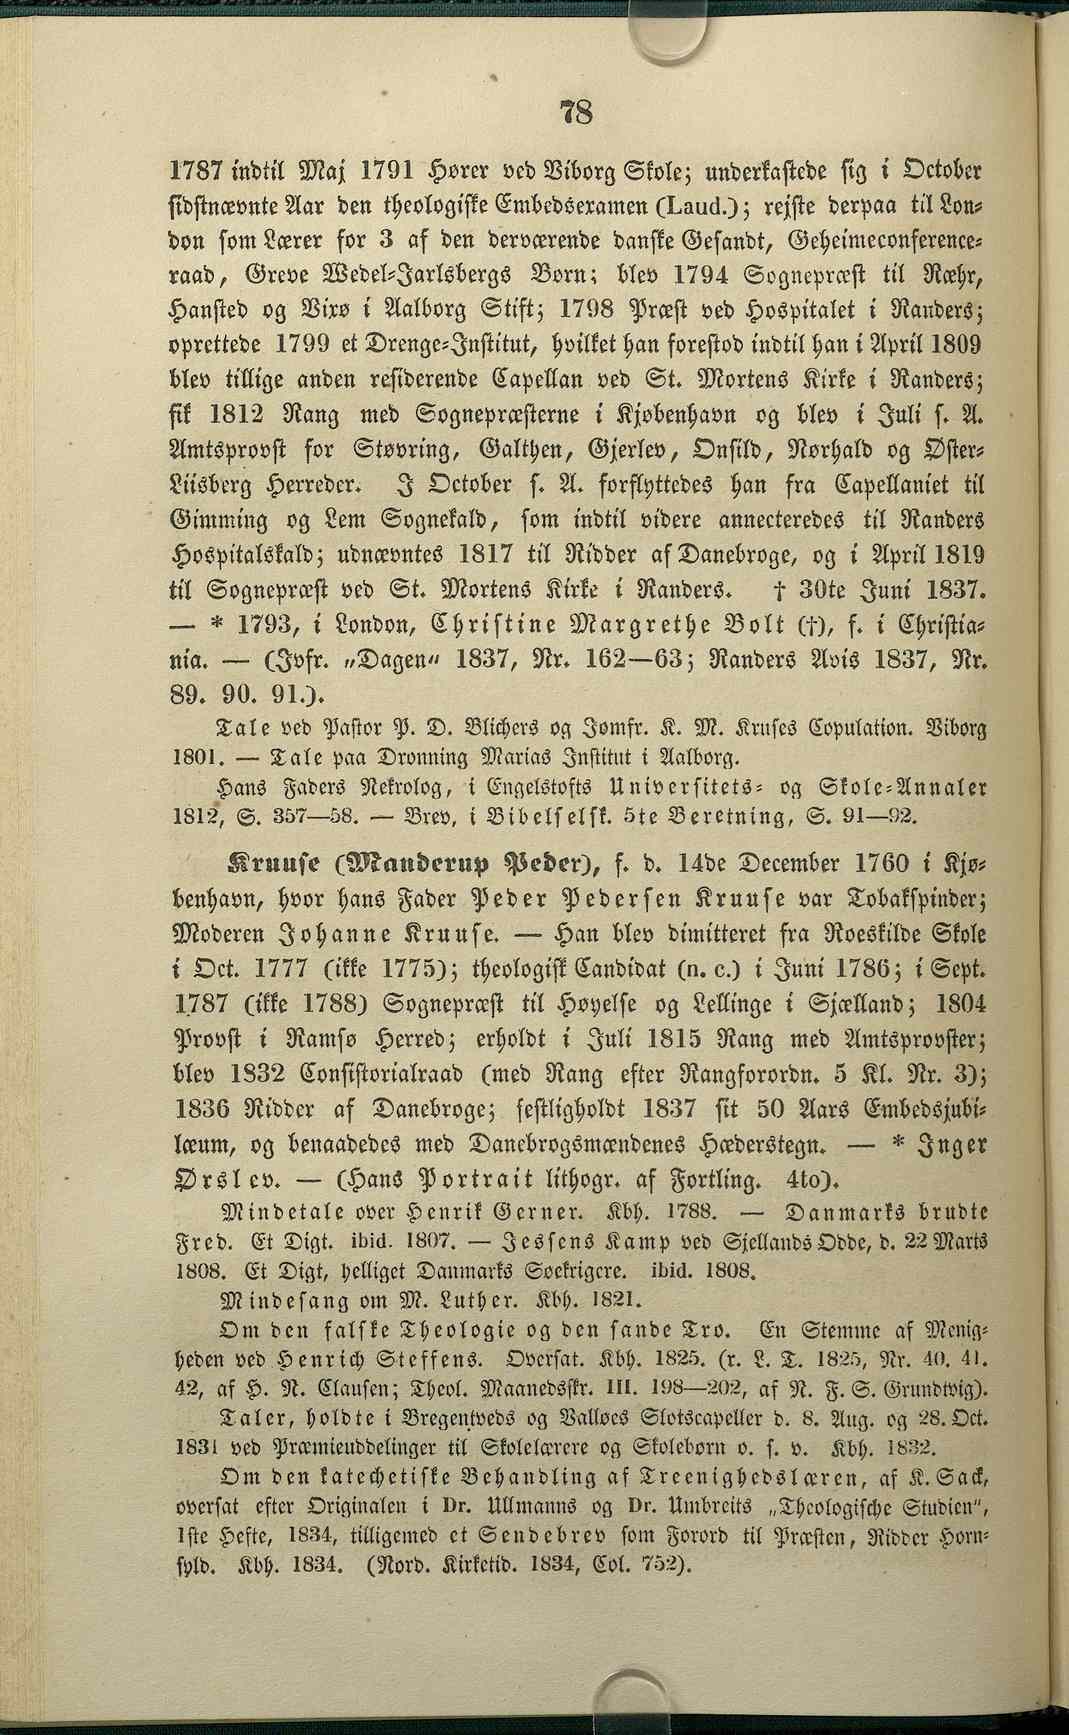 78
1787 indtil Maj 1791 Hører ved Viborg Skole; underkastede sig i October
sidstnævnte Aar den theologiske Embedsexamen (Laud.); rejste derpaa til Lon-
don som Lærer for 3 af den derværende danske Gesandt, Geheimeconference-
raad, Greve Wedel-Jarlsbergs Børn; blev 1794 Sognepræst til Ræhr,
Hansted og Vixø i Aalborg Stift; 1798 Præst ved Hospitalet i Randers;
oprettede 1799 et Drenge-Institut, hvilket han forestod indtil han i April 1809
blev tillige anden residerende Capellan ved St. Mortens Kirke i Randers;
fik 1812 Rang med Sognepræsterne i Kjøbenhavn og blev i Juli s. A.
Amtsprovst for Støvring, Galthen, Gjerlev, Onsild, Nørhald og Øster-
Liisberg Herreder. I October s. A. forflyttedes han fra Capellaniet til
Gimming og Lem Sognekald, som indtil videre annecteredes til Randers
Hospitalskald; udnævntes 1817 til Ridder af Danebroge, og i April 1819
til Sognepræst ved St. Mortens Kirke i Randers. † 30te Juni 1837.
— * 1793, i London, Christine Margrethe Bolt (†), f. i Christia-
nia. — (Jvfr. „Dagen" 1837, Nr. 162—63; Randers Avis 1837, Nr.
89. 90. 91.).
Tale ved Pastor P. D. Blichers og Jomfr. K. M. Kruses Copulation. Viborg
1801. — Tale paa Dronning Marias Institut i Aalborg.
Hans Faders Nekrolog, i Engelstofts Universitets- og Skole-Annaler
1812, S. 357—58. — Brev, i Bibelselsk. 5te Beretning, S. 91—92.
Kruuse (Manderup Peder), f. d. 14de December 1760 i Kjø-
benhavn, hvor hans Fader Peder Pedersen Kruuse var Tobakspinder;
Moderen Johanne Kruuse. — Han blev dimitteret fra Roeskilde Skole
i Oct. 1777 (ikke 1775); theologisk Candidat (n. c.) i Juni 1786; i Sept.
1787 (ikke 1788) Sognepræst til Høyelse og Lellinge i Sjælland; 1804
Provst i Ramsø Herred; erholdt i Juli 1815 Rang med Amtsprovster;
blev 1832 Consistorialraad (med Rang efter Rangforordn. 5 Kl. Nr. 3);
1836 Ridder af Danebroge; festligholdt 1837 sit 50 Aars Embedsjubi-
læum, og benaadedes med Danebrogsmændenes Hæderstegn. — * Inger
Ørslev. — (Hans Portrait lithogr. af Fortling. 4to).
Mindetale over Henrik Gerner. Kbh. 1788. — Danmarks brudte
Fred. Et Digt. ibid. 1807. — Jessens Kamp ved Sjellands Odde, d. 22 Marts
1808. Et Digt, helliget Danmarks Søekrigere. ibid. 1808.
Mindesang om M. Luther. Kbh. 1821.
Om den falske Theologie og den sande Tro. En Stemme af Menig-
heden ved Henrich Steffens. Oversat. Kbh. 1825. (r. L. T. 1825, Nr. 40. 41.
42, af H. N. Clausen; Theol. Maanedsskr. III. 198—202, af N. F. S. Grundtvig).
Taler, holdte i Bregentveds og Valløes Slotscapeller d. 8. Aug. og 28. Oct.
1831 ved Præmieuddelinger til Skolelærere og Skolebørn o. s. v. Kbh. 1832.
Om den katechetiske Behandling af Treenighedslæren, af K. Sack,
oversat efter Originalen i Dr. Ullmanns og Dr. Umbreits „Theologische Studien",
1ste Hefte, 1834, tilligemed et Sendebrev som Forord til Præsten, Ridder Horn-
syld. Kbh. 1834. (Nord. Kirketid. 1834, Col. 752).